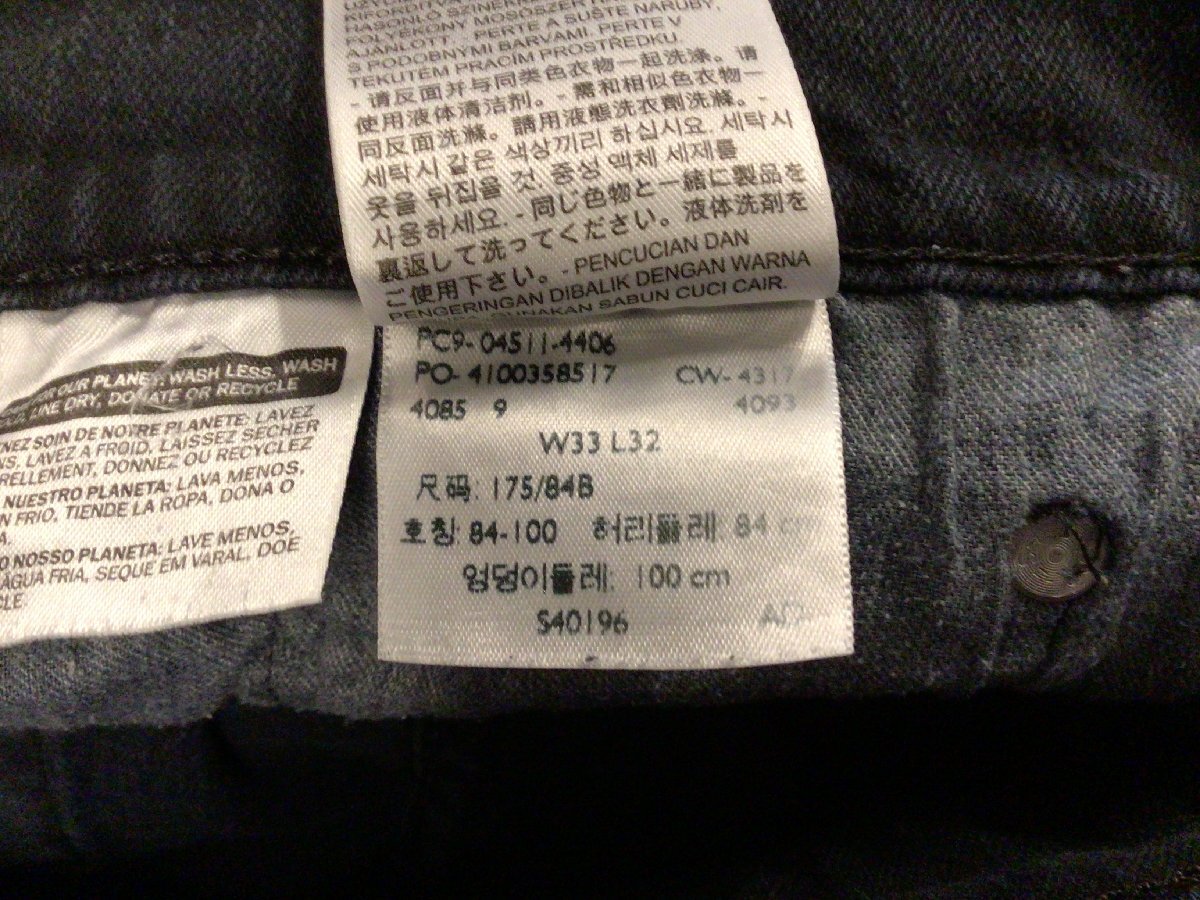 HASONLÓ SZÍNEKKEL
AJÁNLOTT - PERTE A SUŠTE NARUBY,
S PODOBNÝMI BARVAMI. PERTE V
TEKUTÉM PRACÍM PROSTŘEDKU.
- 请反面并与同类色衣物一起洗涤。请
使用液体清洁剂。- 需和相似色衣物一
同反面洗滌。請用液態洗衣劑洗滌。-
세탁시 같은 색상끼리 하십시요. 세탁시
옷을 뒤집을 것. 중성 액체 세제를
사용하세요. - 同じ色物と一緒に製品を
裏返して洗ってください。液体洗剤を
ご使用下さい。- PENCUCIAN DAN
PENGERINGAN DIBALIK DENGAN WARNA
GUNAKAN SABUN CUCI CAIR.
OUR PLANET: WASH LESS, WASH
LINE DRY, DONATE OR RECYCLE
SOIN DE NOTRE PLANETE: LAVEZ
LAVEZ A FROID, LAISSEZ SECHER
DONNEZ OU RECYCLEZ
NUESTRO PLANETA: LAVA MENOS,
FRIO, TIENDE LA ROPA, DONA O
NOSSO PLANETA: LAVE MENOS,
ÁGUA FRIA, SEQUE EM VARAL, DOE
PC9- 04511-4406
PO- 4100358517 CW- 4317
4085 9 4093
W33 L32
尺码: 175/84B
호칭: 84-100 허리둘레: 84 cm
엉덩이둘레: 100 cm
S40196